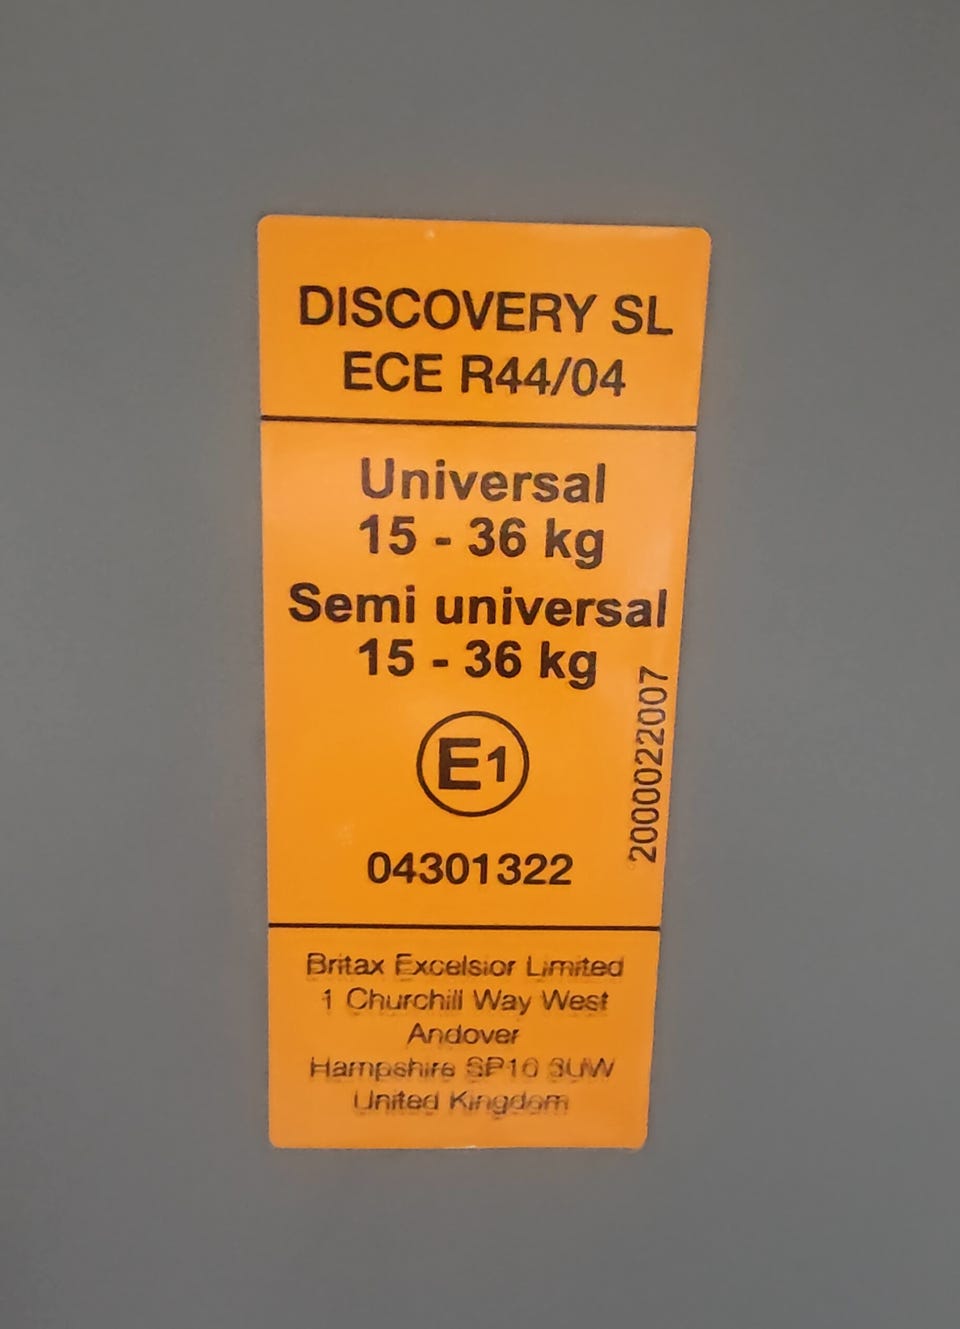 DISCOVERY SL
ECE R44/04
Universal
15 - 36 kg
Semi universal
15 - 36 kg
E1
04301322
2000022007
Britax Excelsior Limited
1 Churchill Way West
Andover
Hampshire SP10 3UW
United Kingdom